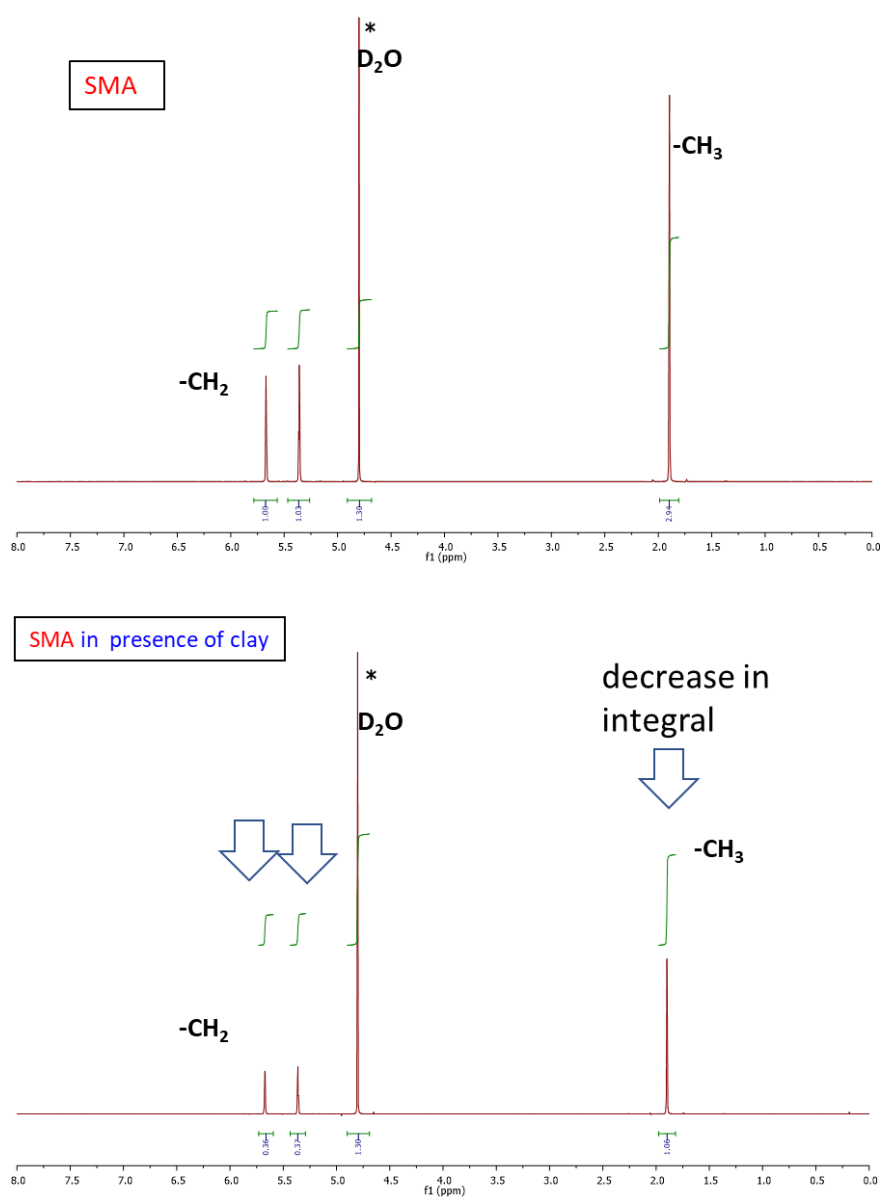 *
D₂O
SMA
-CH₃
-CH₂
1.00 1.03 1.30 2.94
8.0 7.5 7.0 6.5 6.0 5.5 5.0 4.5 4.0 3.5 3.0 2.5 2.0 1.5 1.0 0.5 0.0
f1 (ppm)
SMA in presence of clay
*
D₂O
decrease in
integral
-CH₃
-CH₂
0.36 0.37 1.30 1.06
8.0 7.5 7.0 6.5 6.0 5.5 5.0 4.5 4.0 3.5 3.0 2.5 2.0 1.5 1.0 0.5 0.0
f1 (ppm)